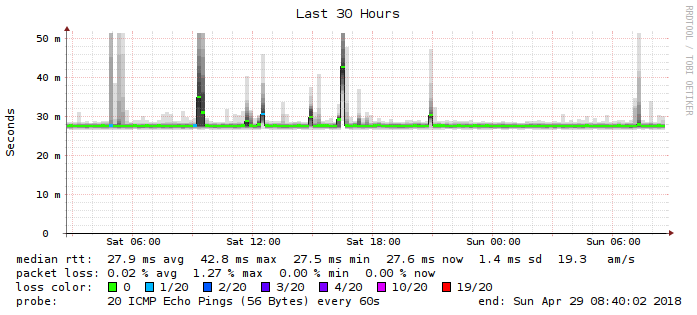 Last 30 Hours
RRDTOOL / TOBI OETIKER
Seconds
50 m
40 m
30 m
20 m
10 m
0
Sat 06:00 Sat 12:00 Sat 18:00 Sun 00:00 Sun 06:00
median rtt: 27.9 ms avg 42.8 ms max 27.5 ms min 27.6 ms now 1.4 ms sd 19.3 am/s
packet loss: 0.02 % avg 1.27 % max 0.00 % min 0.00 % now
loss color: 0 1/20 2/20 3/20 4/20 10/20 19/20
probe: 20 ICMP Echo Pings (56 Bytes) every 60s end: Sun Apr 29 08:40:02 2018